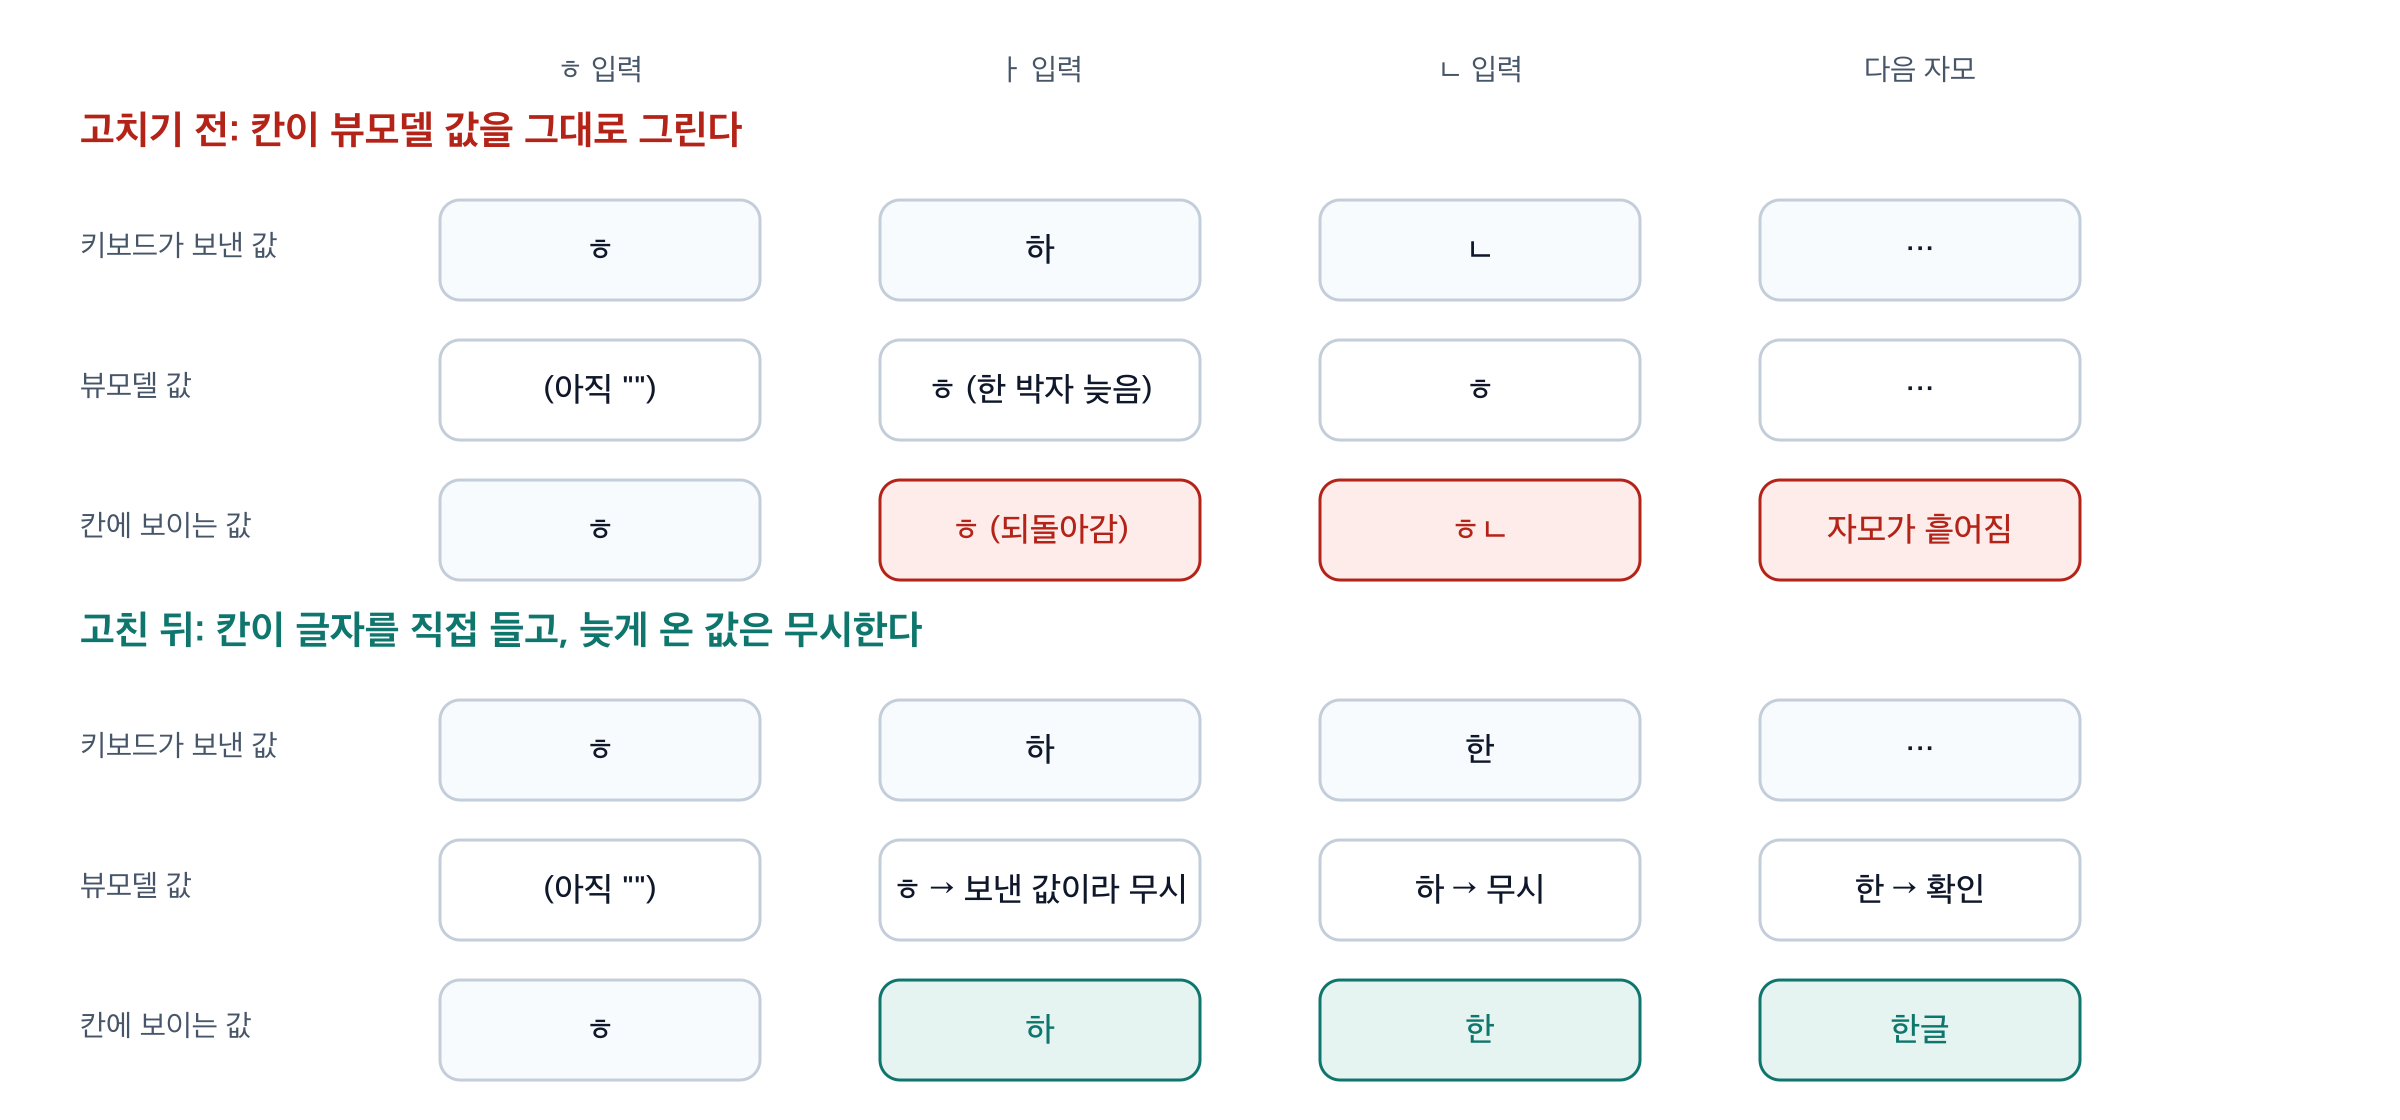 ㅎ 입력 ㅏ 입력 ㄴ 입력 다음 자모
고치기 전: 칸이 뷰모델 값을 그대로 그린다
키보드가 보낸 값 ㅎ 하 ㄴ ...
뷰모델 값 (아직 "") ㅎ (한 박자 늦음) ㅎ ...
칸에 보이는 값 ㅎ ㅎ (되돌아감) ㅎㄴ 자모가 흩어짐
고친 뒤: 칸이 글자를 직접 들고, 늦게 온 값은 무시한다
키보드가 보낸 값 ㅎ 하 한 ...
뷰모델 값 (아직 "") ㅎ → 보낸 값이라 무시 하 → 무시 한 → 확인
칸에 보이는 값 ㅎ 하 한 한글